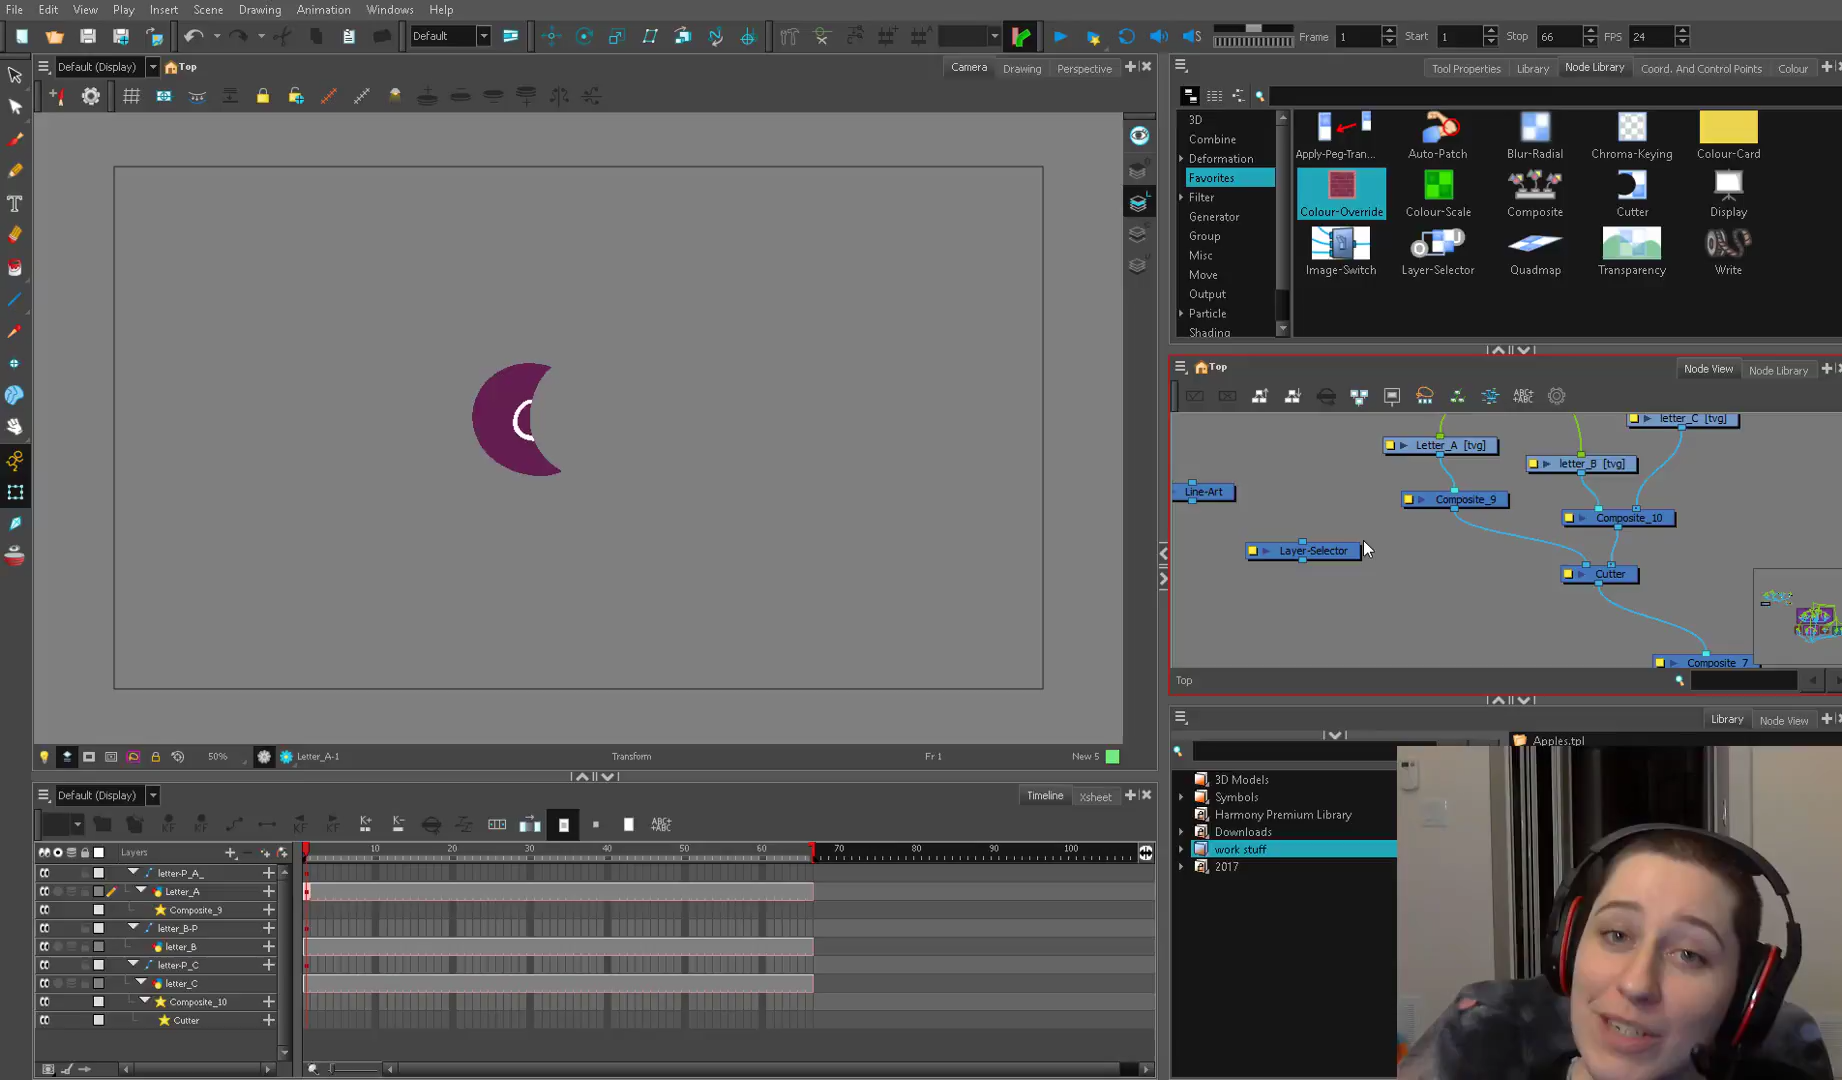 File Edit View Play Insert Scene Drawing Animation Windows Help
Default
Frame 1 Start 1 Stop 66 FPS 24
Default (Display) Top
Camera Drawing Perspective
Tool Properties Library Node Library Coord. And Control Points Colour
3D
Combine
Deformation
Favorites
Filter
Generator
Group
Misc
Move
Output
Particle
Shading
Apply-Peg-Tran... Auto-Patch Blur-Radial Chroma-Keying Colour-Card
Colour-Override Colour-Scale Composite Cutter Display
Image-Switch Layer-Selector Quadmap Transparency Write
Top
Node View Node Library
letter_C [tvg]
Letter_A [tvg]
letter_B [tvg]
Line-Art
Composite_9
Composite_10
Layer-Selector
Cutter
Composite_7
Top
50% Letter_A-1 Transform Fr 1 New 5
Default (Display)
Timeline Xsheet
Layers
10 20 30 40 50 60 70 80 90 100
letter-P_A_
Letter_A
Composite_9
letter_B-P
letter_B
letter-P_C
letter_C
Composite_10
Cutter
Library Node View
Apples.tpl
3D Models
Symbols
Harmony Premium Library
Downloads
work stuff
2017